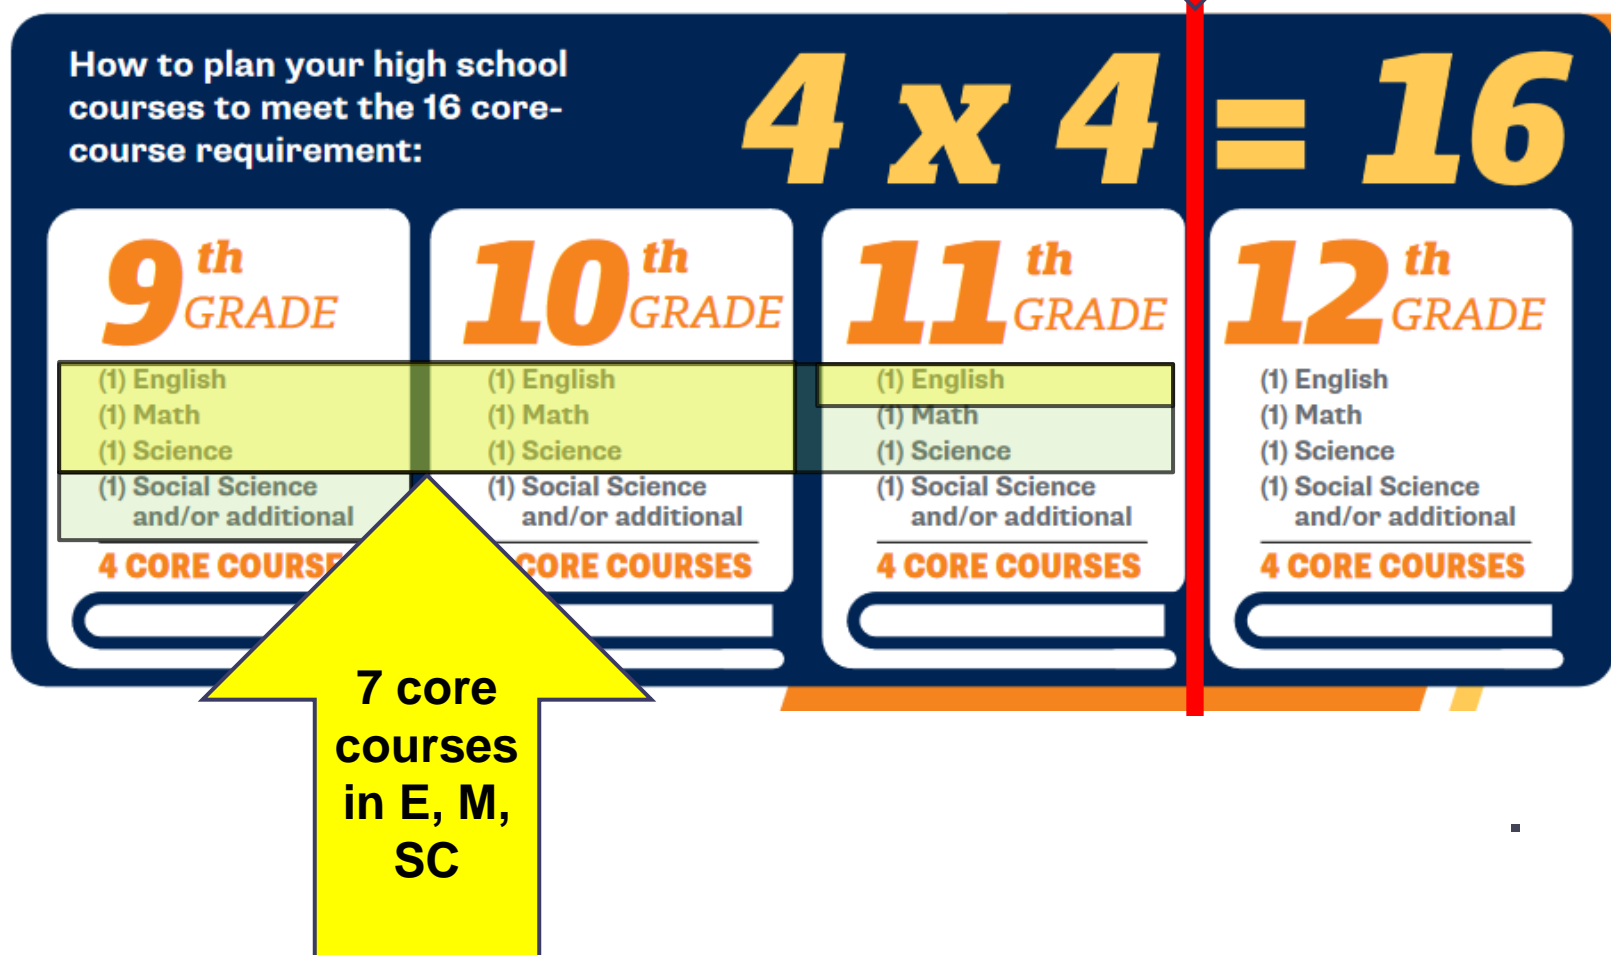 How to plan your high school
courses to meet the 16 core-
course requirement:
4 x 4 = 16
9th GRADE
(1) English
(1) Math
(1) Science
(1) Social Science
and/or additional
4 CORE COURSE
10th GRADE
(1) English
(1) Math
(1) Science
(1) Social Science
and/or additional
CORE COURSES
11th GRADE
(1) English
(1) Math
(1) Science
(1) Social Science
and/or additional
4 CORE COURSES
12th GRADE
(1) English
(1) Math
(1) Science
(1) Social Science
and/or additional
4 CORE COURSES
7 core
courses
in E, M,
SC